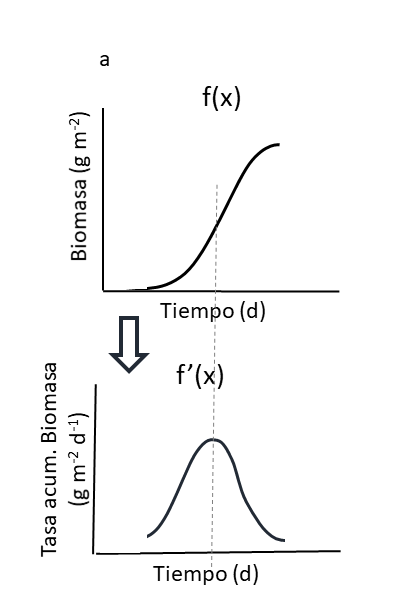 a
f(x)
Biomasa (g m⁻²)
Tiempo (d)
f’(x)
Tasa acum. Biomasa
(g m⁻² d⁻¹)
Tiempo (d)